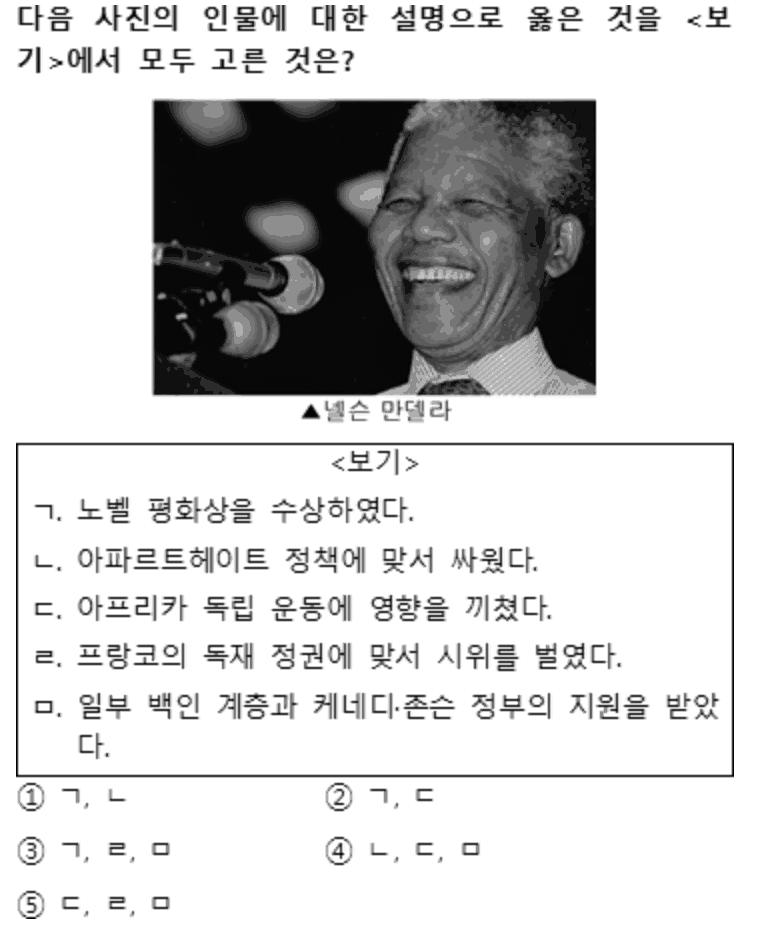 다음 사진의 인물에 대한 설명으로 옳은 것을 <보
기>에서 모두 고른 것은?
▲넬슨 만델라
<보기>
ㄱ. 노벨 평화상을 수상하였다.
ㄴ. 아파르트헤이트 정책에 맞서 싸웠다.
ㄷ. 아프리카 독립 운동에 영향을 끼쳤다.
ㄹ. 프랑코의 독재 정권에 맞서 시위를 벌였다.
ㅁ. 일부 백인 계층과 케네디·존슨 정부의 지원을 받았
다.
① ㄱ, ㄴ ② ㄱ, ㄷ
③ ㄱ, ㄹ, ㅁ ④ ㄴ, ㄷ, ㅁ
⑤ ㄷ, ㄹ, ㅁ